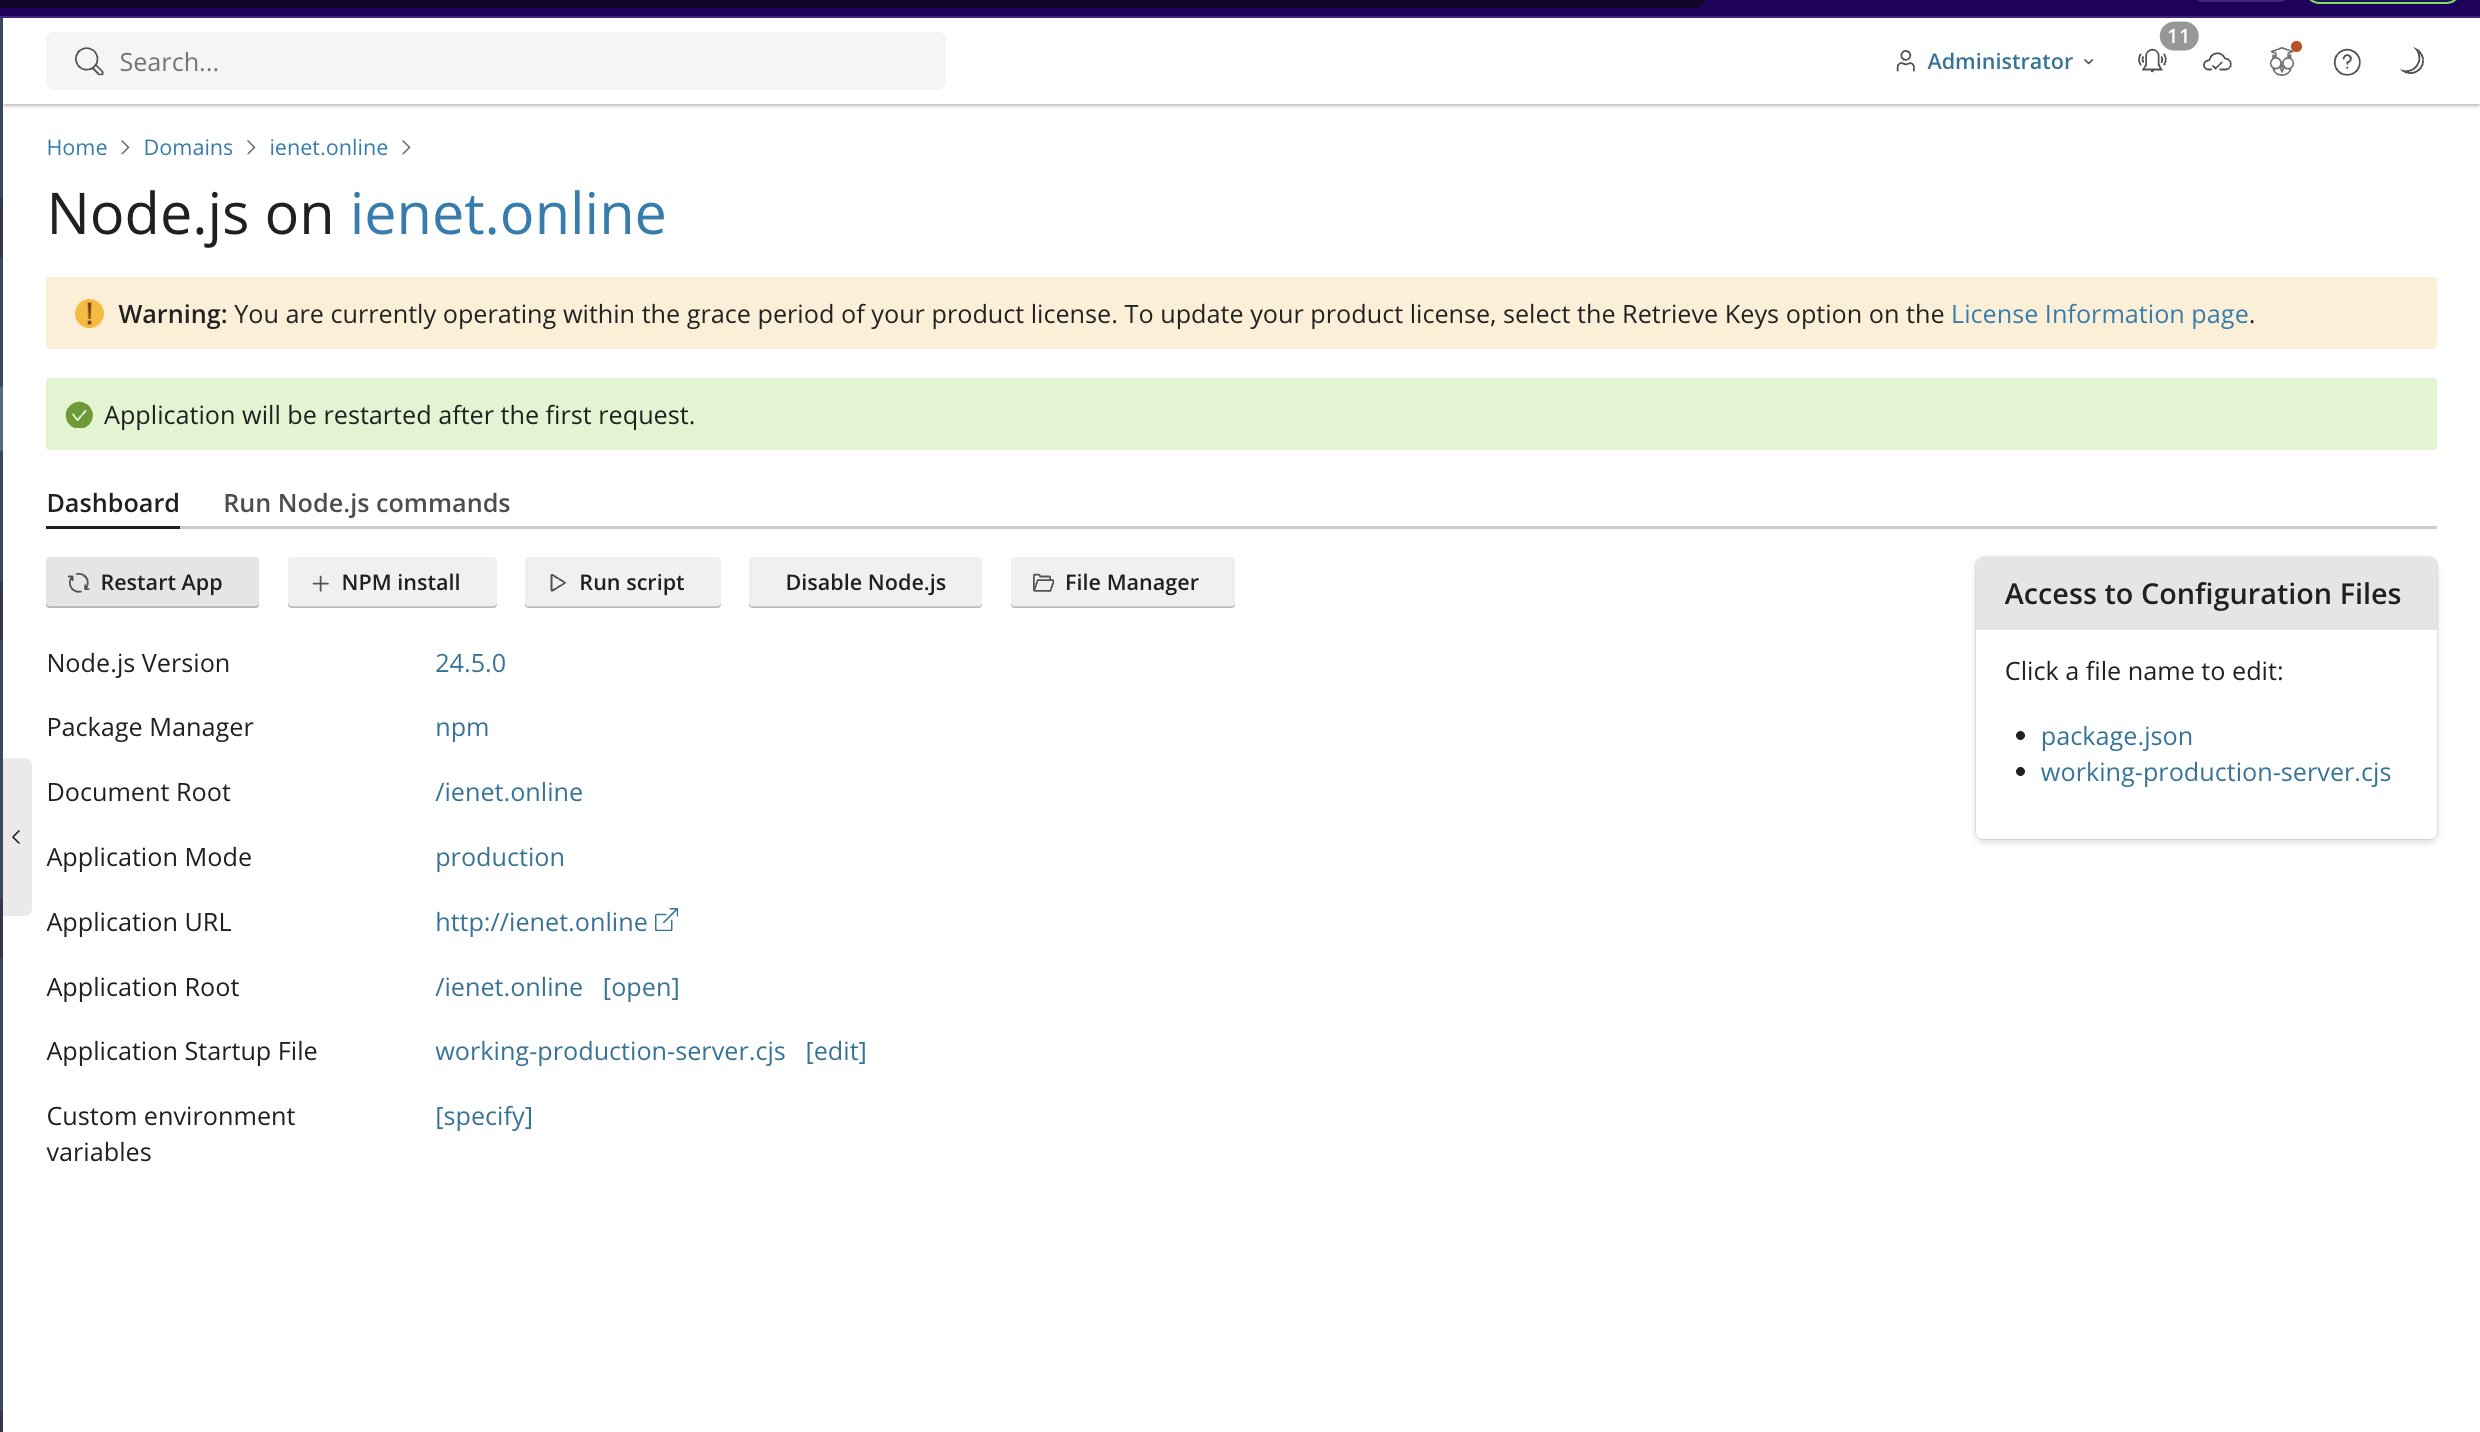 Search...
Administrator
11
Home > Domains > ienet.online >
Node.js on ienet.online
Warning: You are currently operating within the grace period of your product license. To update your product license, select the Retrieve Keys option on the License Information page.
Application will be restarted after the first request.
Dashboard Run Node.js commands
Restart App NPM install Run script Disable Node.js File Manager
Node.js Version 24.5.0
Package Manager npm
Document Root /ienet.online
Application Mode production
Application URL http://ienet.online
Application Root /ienet.online [open]
Application Startup File working-production-server.cjs [edit]
Custom environment variables [specify]
Access to Configuration Files
Click a file name to edit:
package.json
working-production-server.cjs